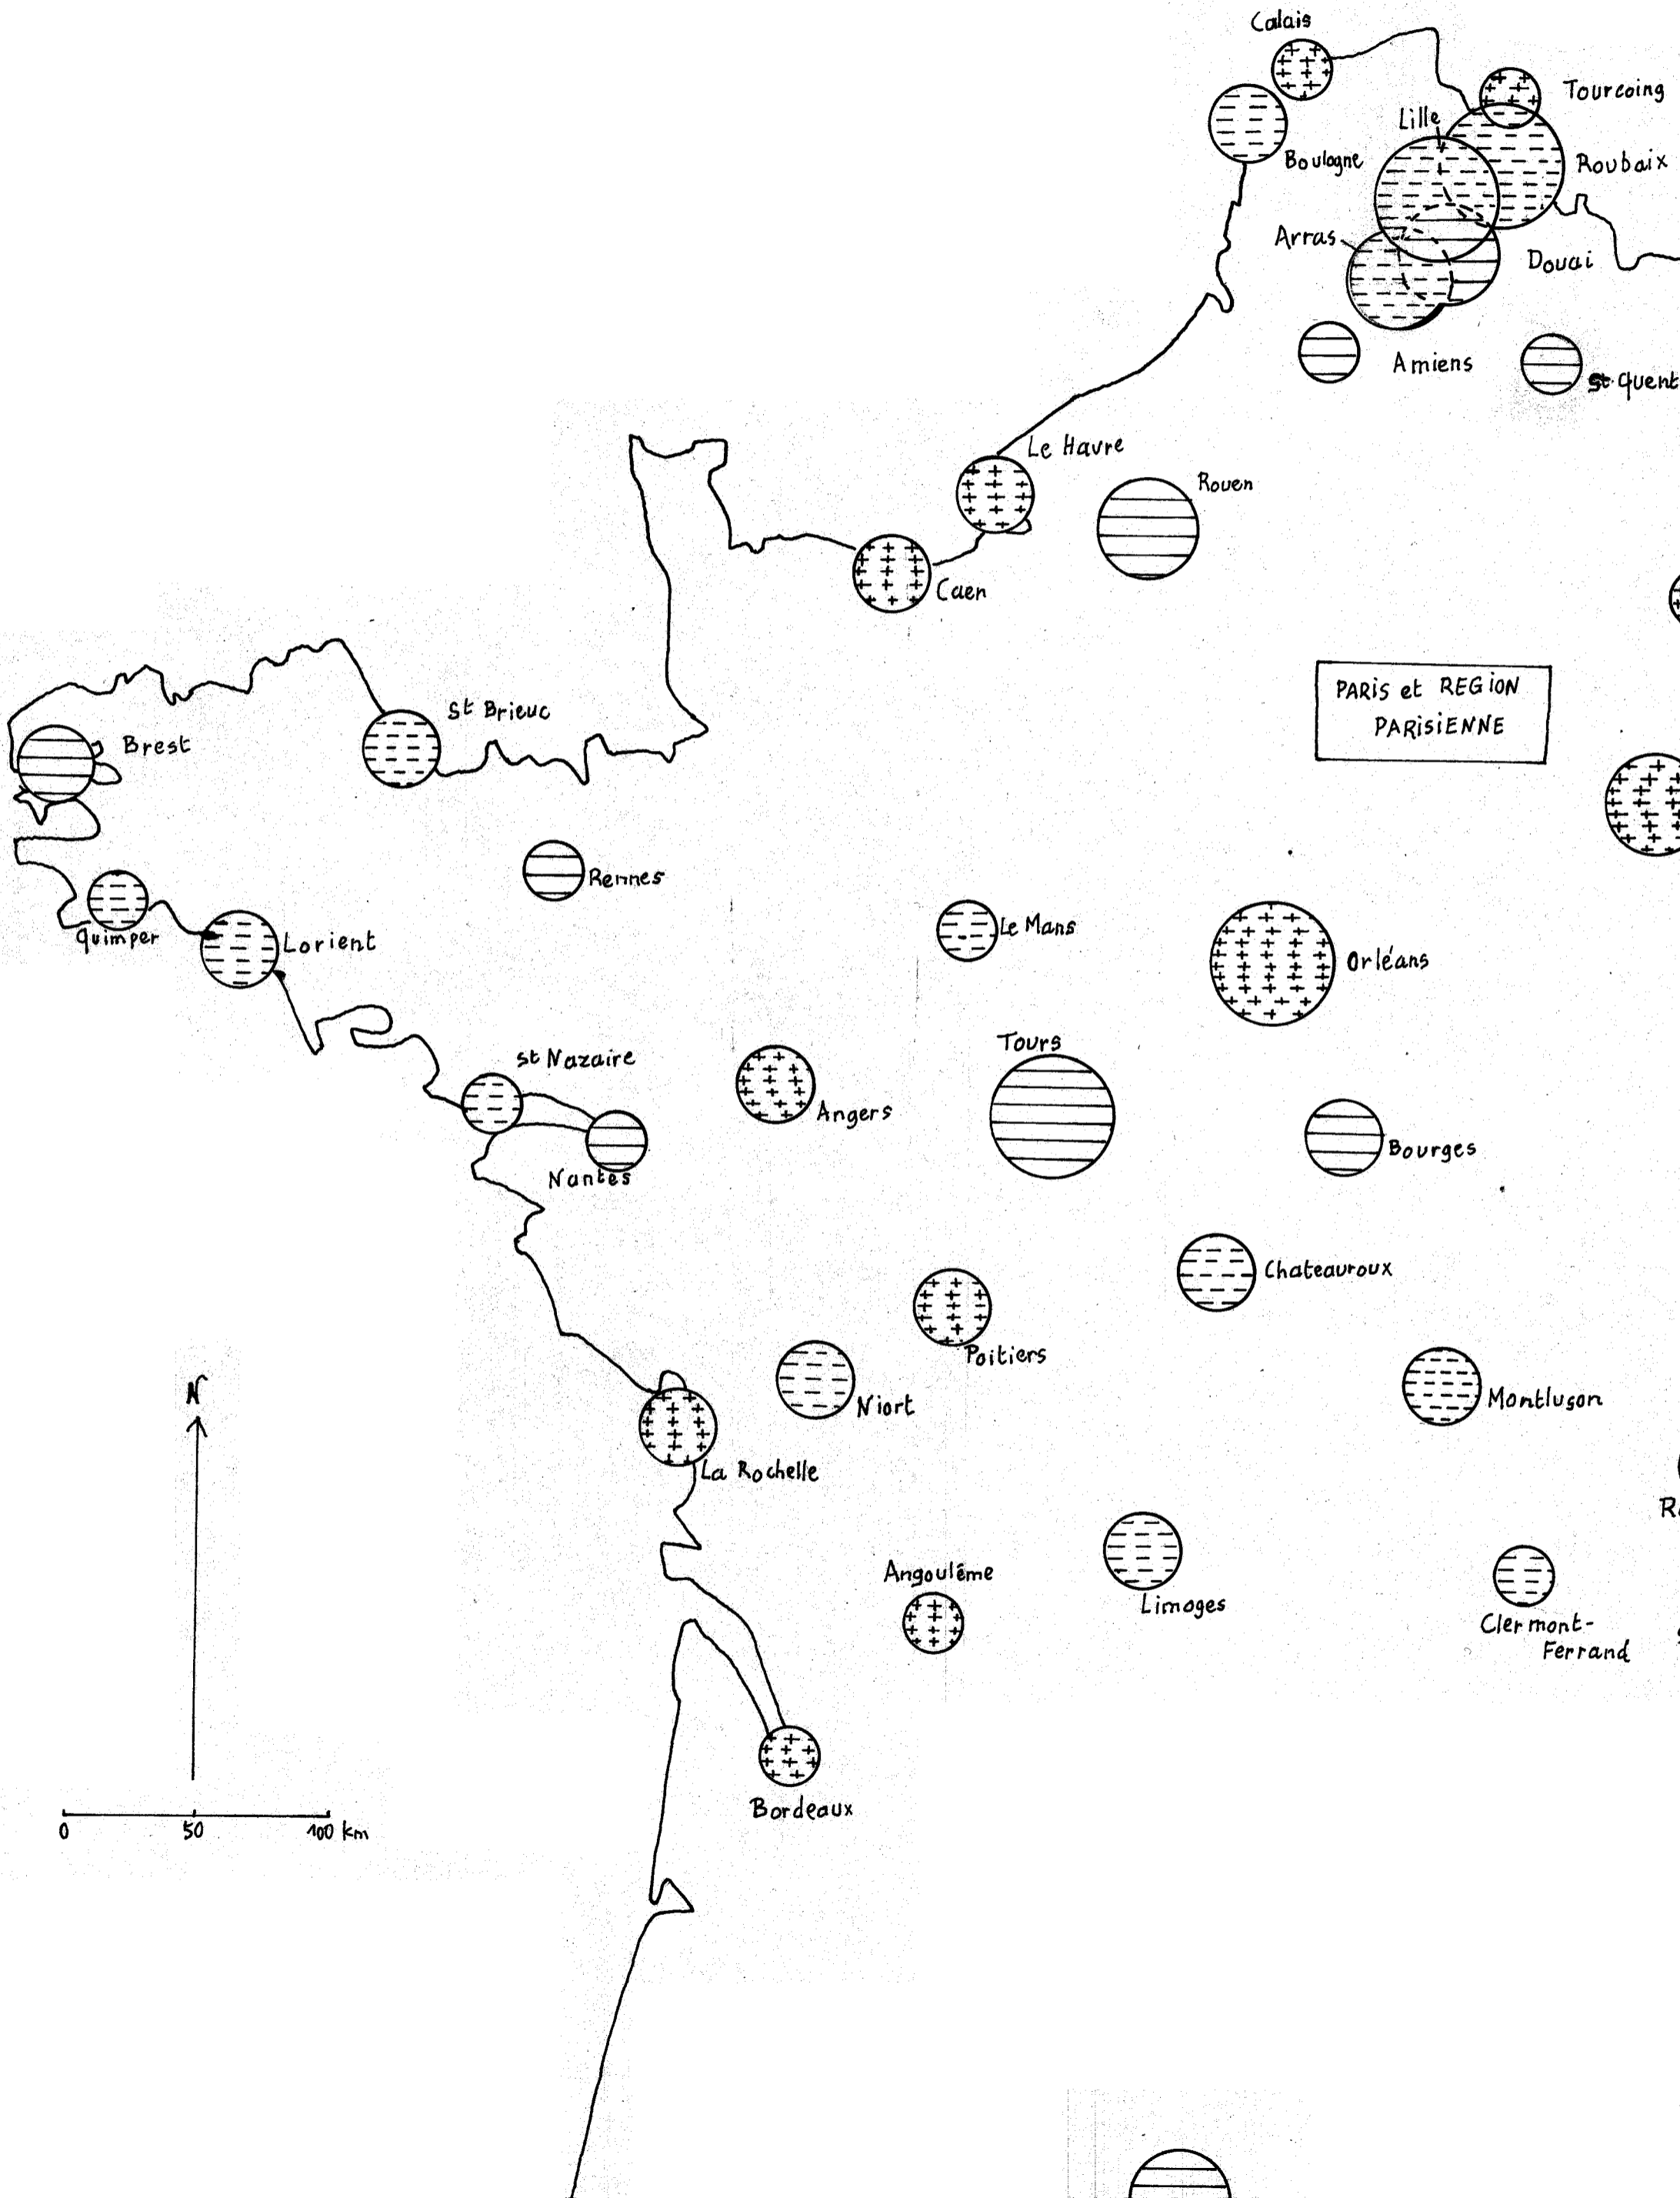 Calais
Tourcoing
Lille
Boulogne
Roubaix
Arras
Douai
Amiens
St Quent
Le Havre
Rouen
Caen
PARIS et REGION
PARISIENNE
St Brieuc
Brest
Rennes
Quimper
Lorient
Le Mans
Orléans
St Nazaire
Tours
Angers
Nantes
Bourges
Chateauroux
Poitiers
Niort
Montluson
N
La Rochelle
R
Angoulême
Limoges
Clermont-
Ferrand
Bordeaux
0 50 100 km